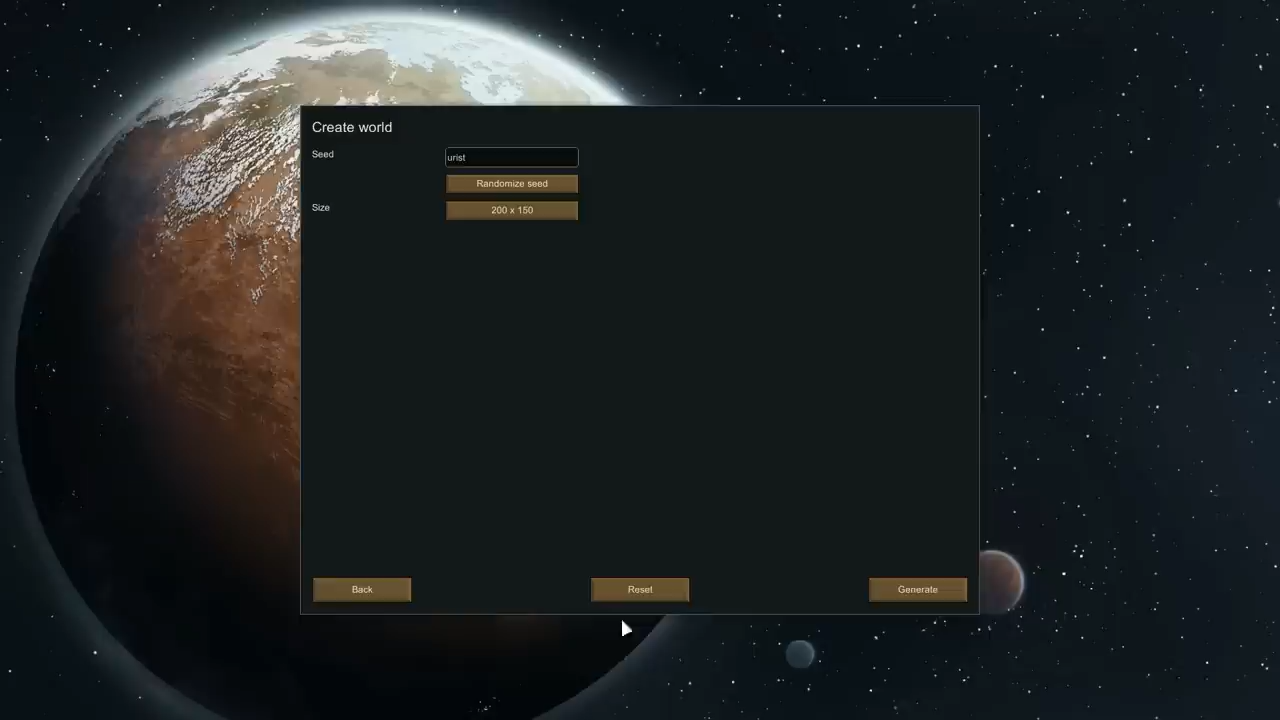 Create world
Seed
urist
Randomize seed
Size
200 x 150
Back
Reset
Generate